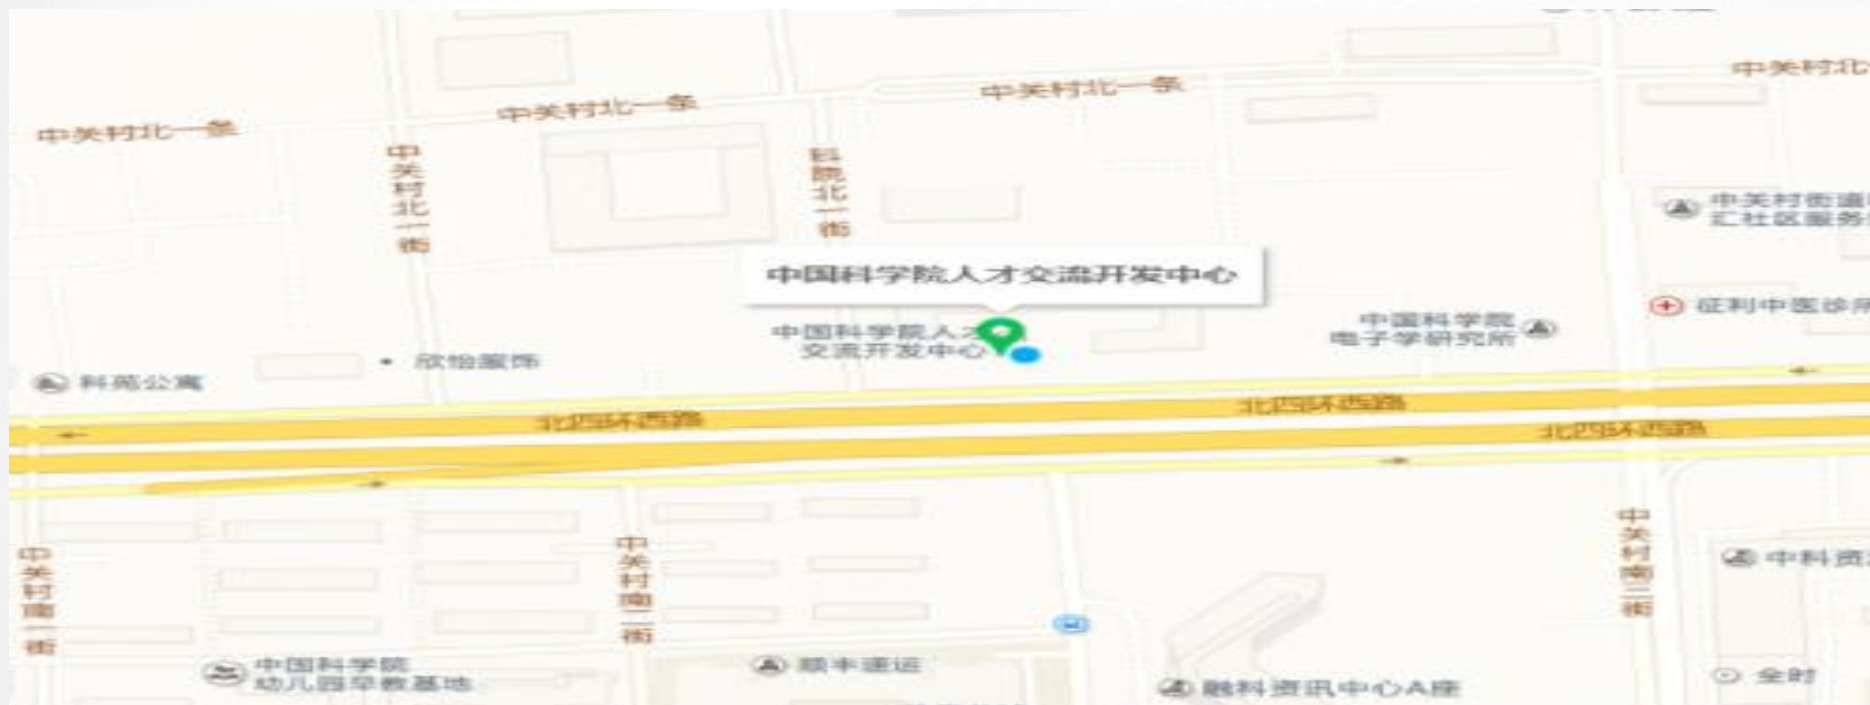 中关村北一条
中关村北一条
中关村北一条
中关村北
中关村北一街
科院北一街
中关村街道
汇社区服务
中国科学院人才交流开发中心
中国科学院人才
交流开发中心
中国科学院
电子学研究所
征利中医诊所
科苑公寓
欣怡服饰
北四环西路
北四环西路
北四环西路
中关村南一街
中关村南二街
中关村南三街
中科资
中国科学院
幼儿园早教基地
顺丰速运
融科资讯中心A座
全时